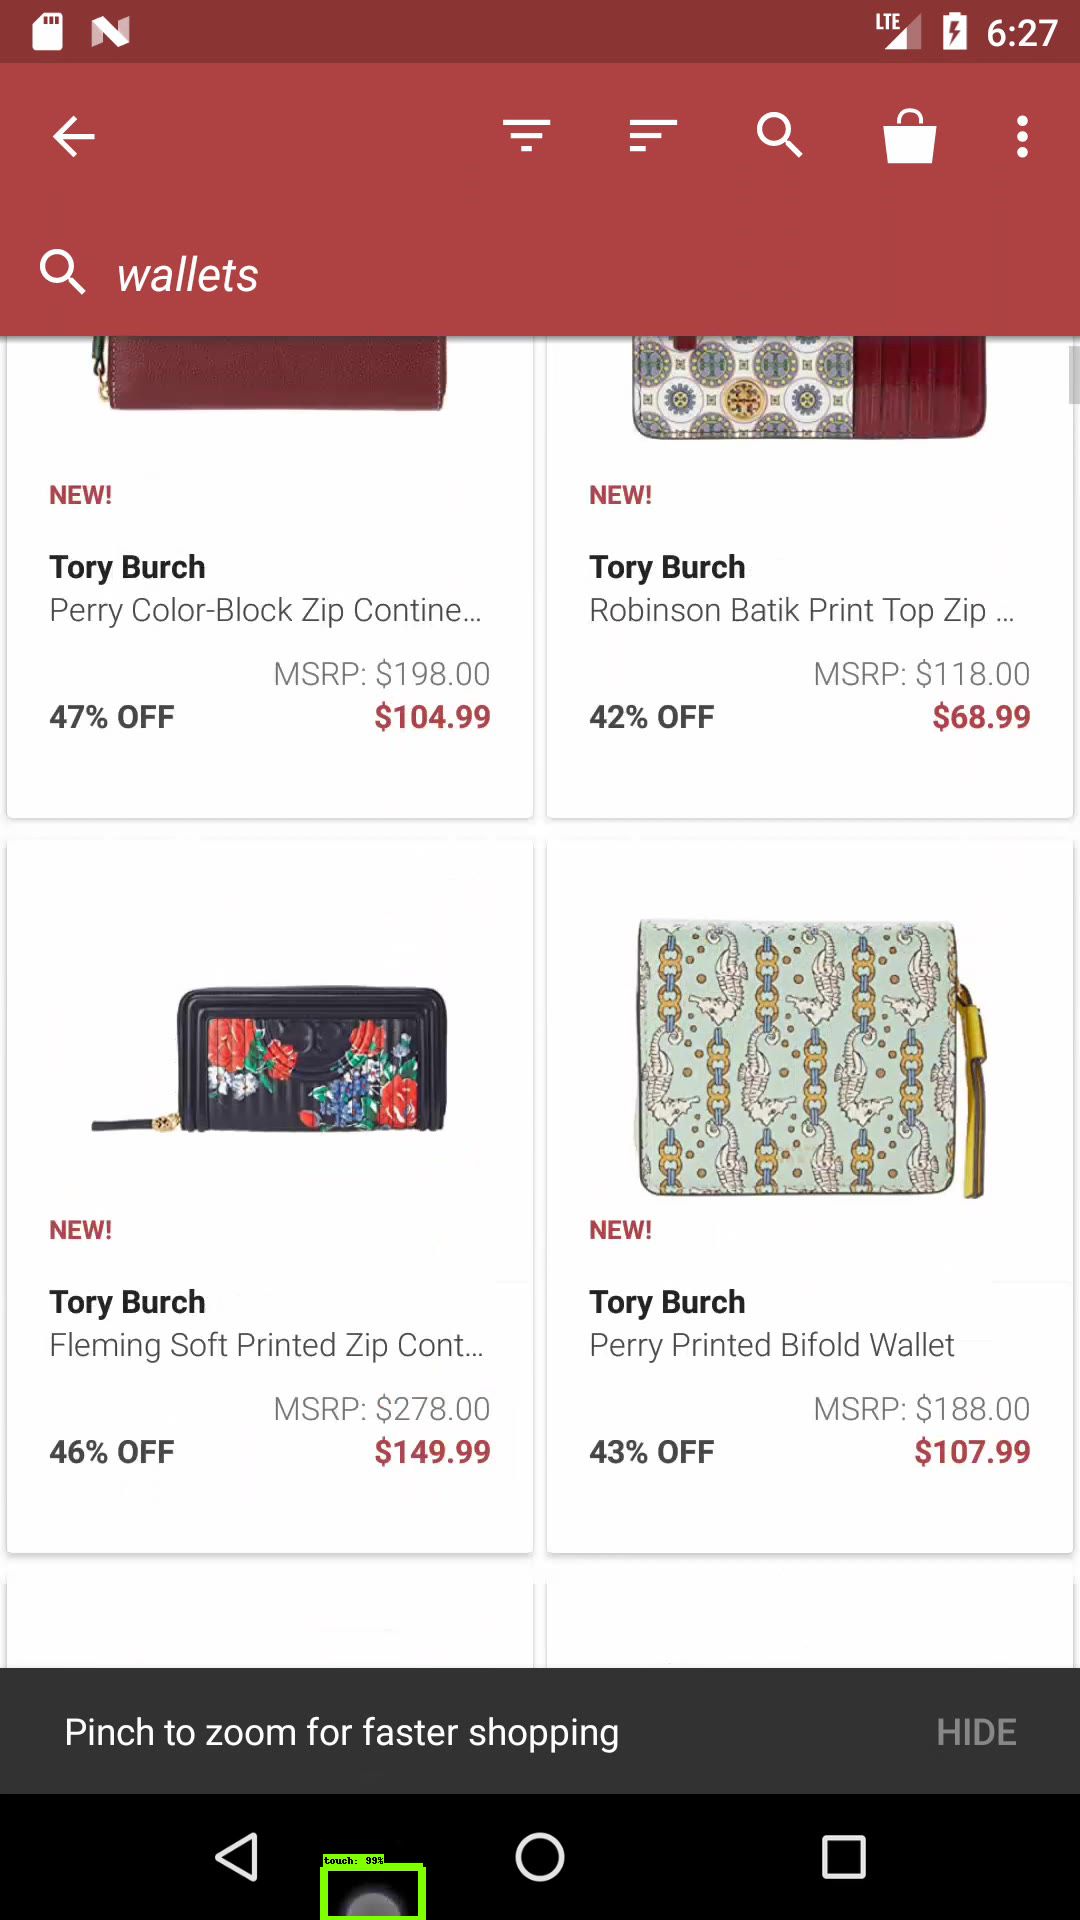 LTE 6:27
wallets
NEW! NEW!
Tory Burch Tory Burch
Perry Color-Block Zip Contine... Robinson Batik Print Top Zip ...
MSRP: $198.00 MSRP: $118.00
47% OFF $104.99 42% OFF $68.99
NEW! NEW!
Tory Burch Tory Burch
Fleming Soft Printed Zip Cont... Perry Printed Bifold Wallet
MSRP: $278.00 MSRP: $188.00
46% OFF $149.99 43% OFF $107.99
Pinch to zoom for faster shopping HIDE
touch: 99%